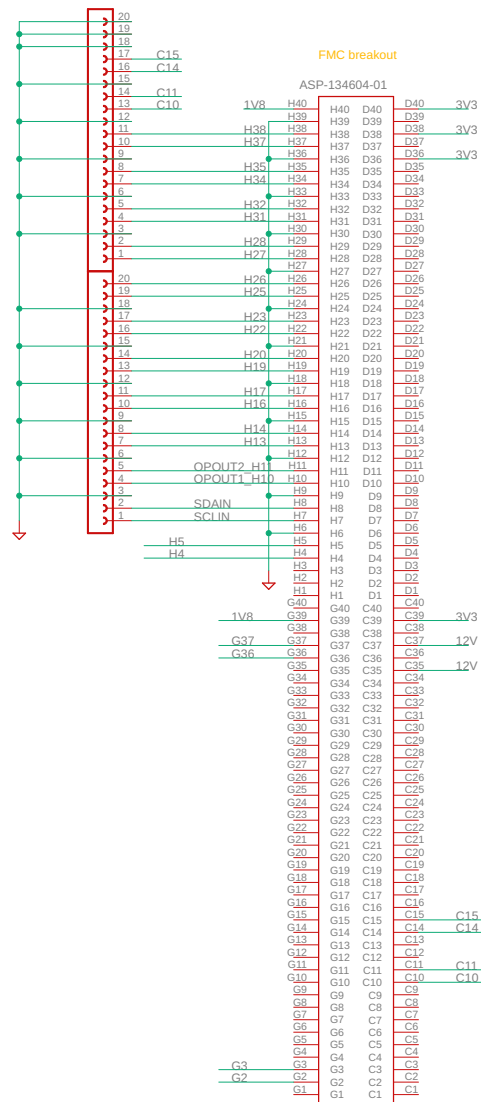 20
19
18
17 C15 FMC breakout
16 C14
15 ASP-134604-01
14 C11
13 C10 1V8 H40 H40 D40 D40 3V3
12 H39 H39 D39 D39
11 H38 H38 H38 D38 D38 3V3
10 H37 H37 H37 D37 D37
9 H36 H36 D36 D36 3V3
8 H35 H35 H35 D35 D35
7 H34 H34 H34 D34 D34
6 H33 H33 D33 D33
5 H32 H32 H32 D32 D32
4 H31 H31 H31 D31 D31
3 H30 H30 D30 D30
2 H28 H29 H29 D29 D29
1 H27 H28 H28 D28 D28
H27 H27 D27 D27
20 H26 H26 H26 D26 D26
19 H25 H25 H25 D25 D25
18 H24 H24 D24 D24
17 H23 H23 H23 D23 D23
16 H22 H22 H22 D22 D22
15 H21 H21 D21 D21
14 H20 H20 H20 D20 D20
13 H19 H19 H19 D19 D19
12 H18 H18 D18 D18
11 H17 H17 H17 D17 D17
10 H16 H16 H16 D16 D16
9 H15 H15 D15 D15
8 H14 H14 H14 D14 D14
7 H13 H13 H13 D13 D13
6 H12 H12 D12 D12
5 OPOUT2_H11 H11 H11 D11 D11
4 OPOUT1_H10 H10 H10 D10 D10
3 H9 H9 D9 D9
2 SDAIN H8 H8 D8 D8
1 SCLIN H7 H7 D7 D7
H6 H6 D6 D6
H5 H5 H5 D5 D5
H4 H4 H4 D4 D4
H3 H3 D3 D3
H2 H2 D2 D2
H1 H1 D1 D1
G40 G40 C40 C40
1V8 G39 G39 C39 C39 3V3
G38 G38 C38 C38
G37 G37 G37 C37 C37 12V
G36 G36 G36 C36 C36
G35 G35 C35 C35 12V
G34 G34 C34 C34
G33 G33 C33 C33
G32 G32 C32 C32
G31 G31 C31 C31
G30 G30 C30 C30
G29 G29 C29 C29
G28 G28 C28 C28
G27 G27 C27 C27
G26 G26 C26 C26
G25 G25 C25 C25
G24 G24 C24 C24
G23 G23 C23 C23
G22 G22 C22 C22
G21 G21 C21 C21
G20 G20 C20 C20
G19 G19 C19 C19
G18 G18 C18 C18
G17 G17 C17 C17
G16 G16 C16 C16
G15 G15 C15 C15 C15
G14 G14 C14 C14 C14
G13 G13 C13 C13
G12 G12 C12 C12
G11 G11 C11 C11 C11
G10 G10 C10 C10 C10
G9 G9 C9 C9
G8 G8 C8 C8
G7 G7 C7 C7
G6 G6 C6 C6
G5 G5 C5 C5
G4 G4 C4 C4
G3 G3 G3 C3 C3
G2 G2 G2 C2 C2
G1 G1 C1 C1